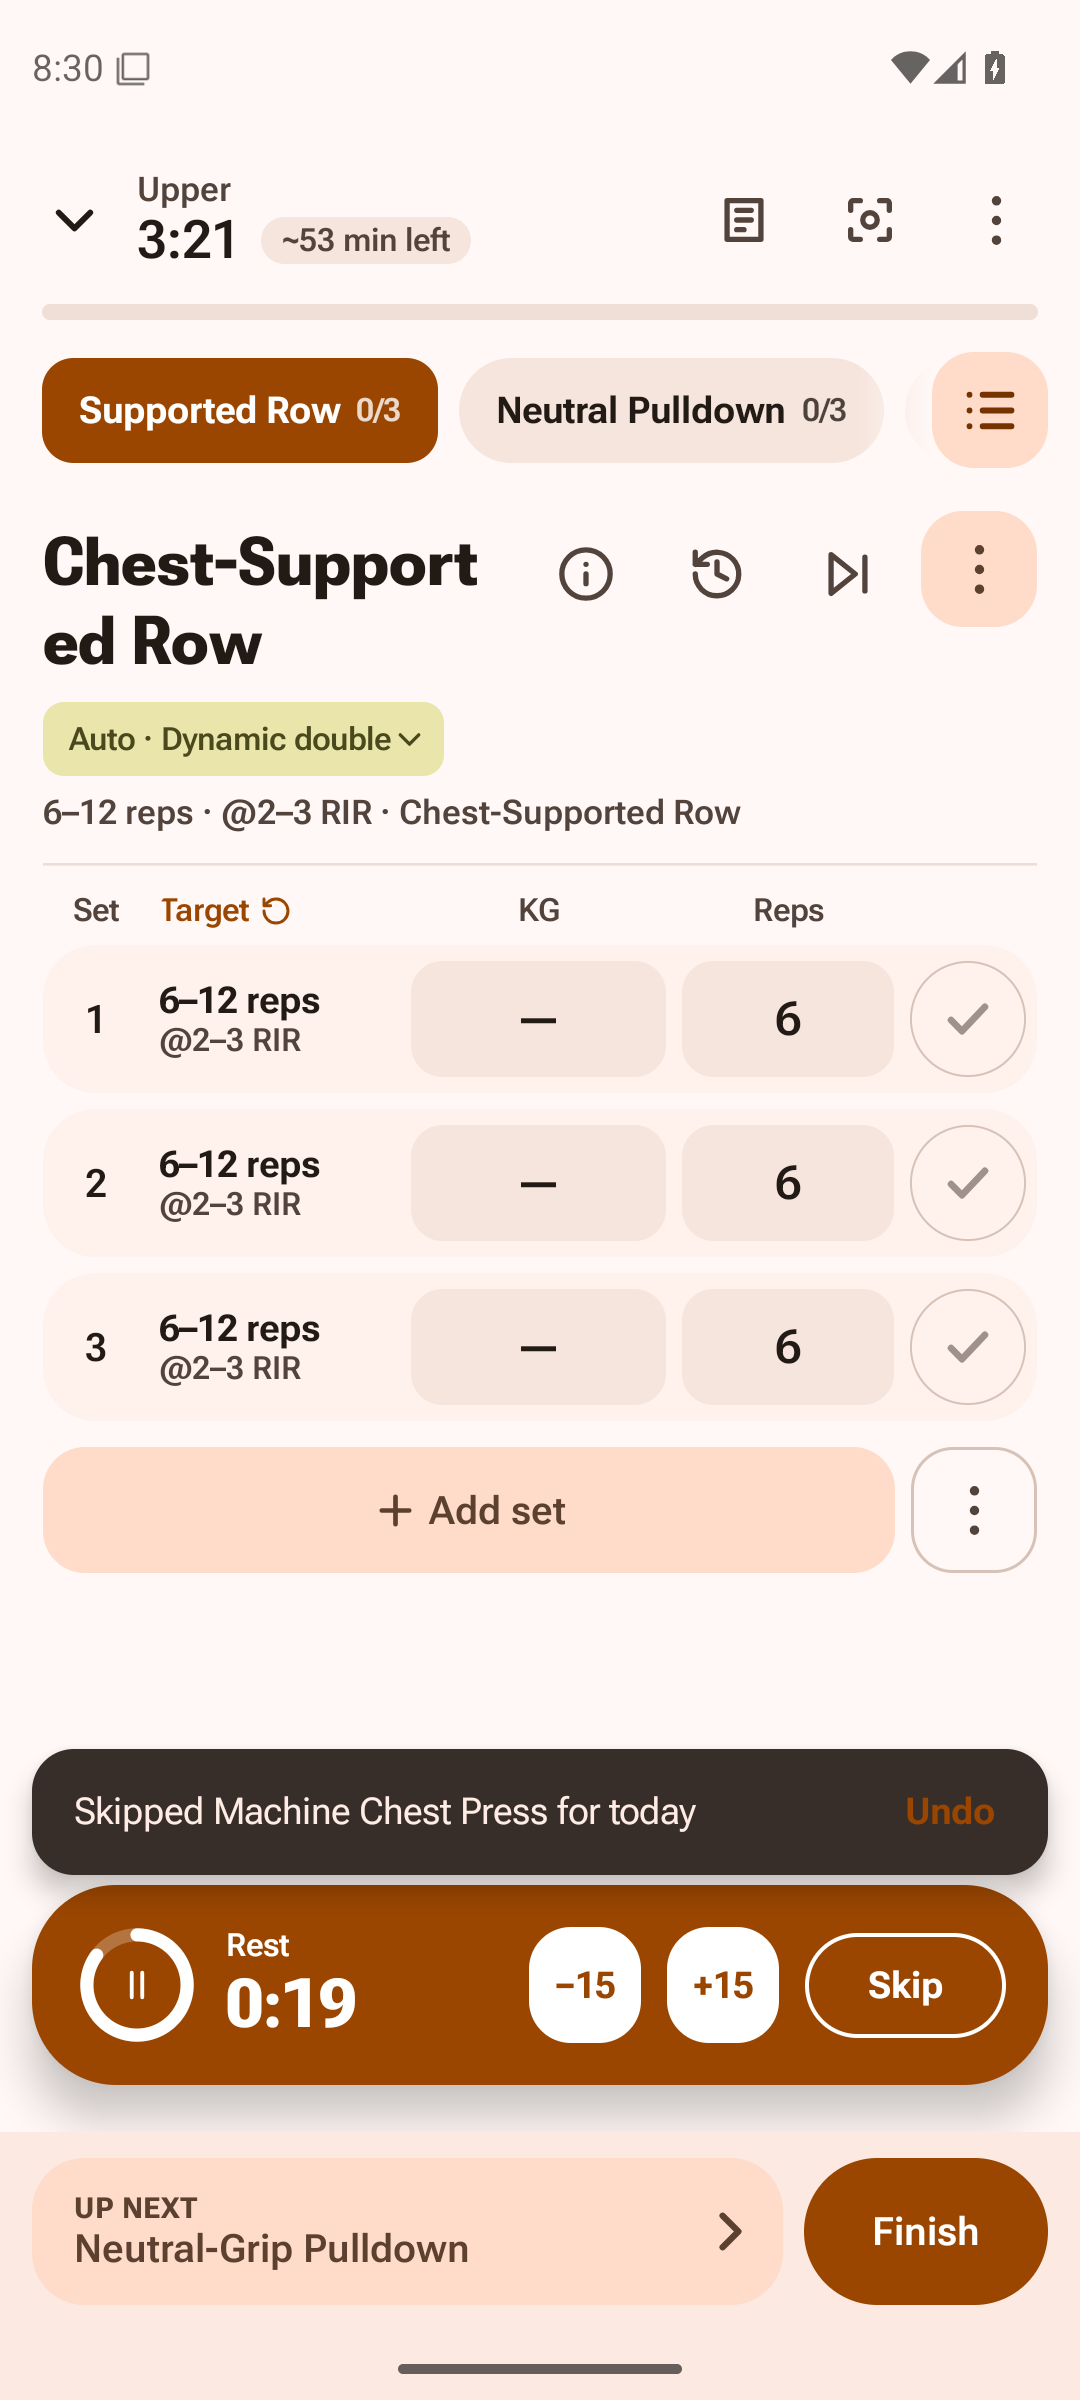 8:30
Upper
3:21 ~53 min left
Supported Row 0/3 Neutral Pulldown 0/3
Chest-Support
ed Row
Auto · Dynamic double
6–12 reps · @2–3 RIR · Chest-Supported Row
Set Target KG Reps
1 6–12 reps — 6
@2–3 RIR
2 6–12 reps — 6
@2–3 RIR
3 6–12 reps — 6
@2–3 RIR
+ Add set
Skipped Machine Chest Press for today Undo
Rest
0:19 −15 +15 Skip
UP NEXT
Neutral-Grip Pulldown
Finish